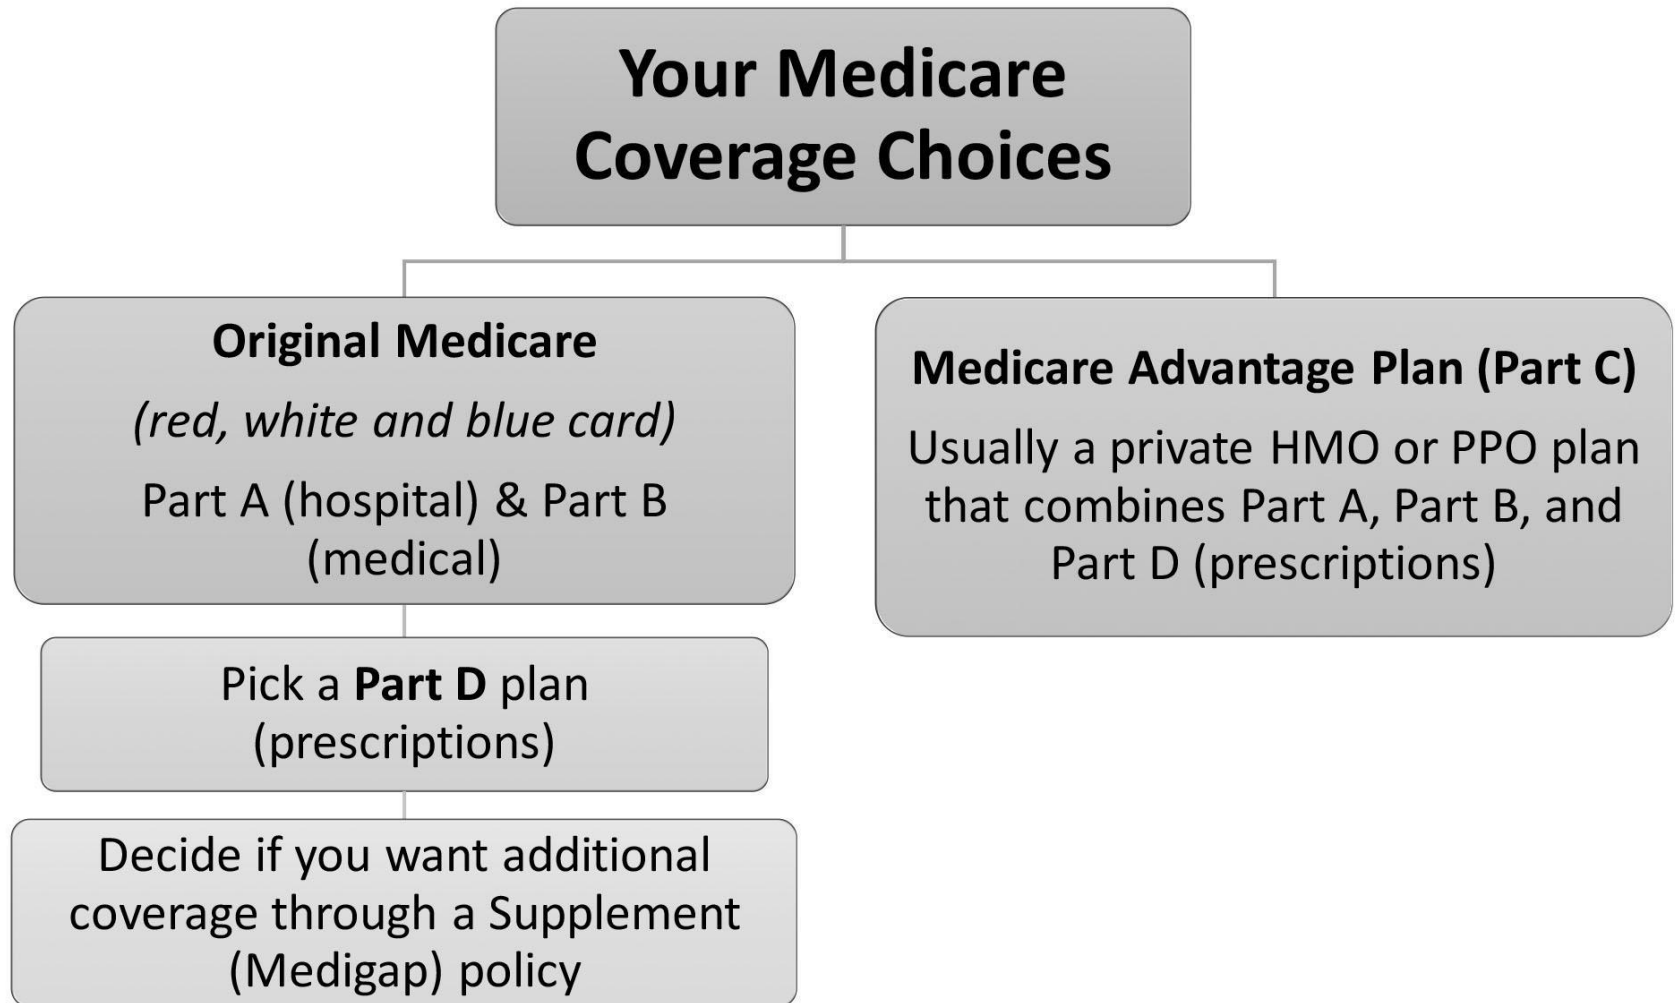 Your Medicare
Coverage Choices
Original Medicare
(red, white and blue card)
Part A (hospital) & Part B
(medical)
Pick a Part D plan
(prescriptions)
Decide if you want additional
coverage through a Supplement
(Medigap) policy
Medicare Advantage Plan (Part C)
Usually a private HMO or PPO plan
that combines Part A, Part B, and
Part D (prescriptions)